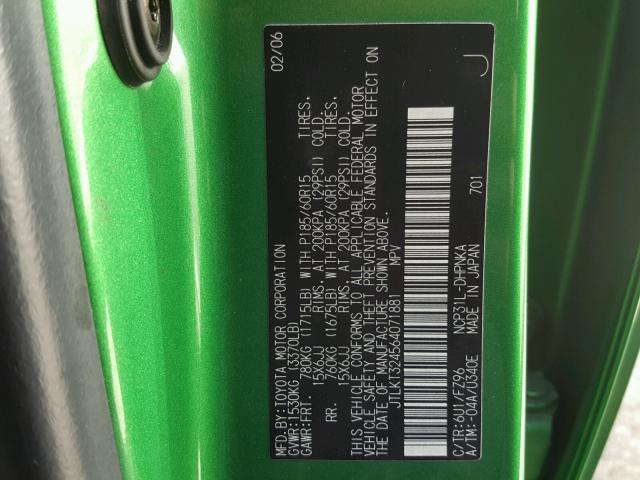 MFD.BY:TOYOTA MOTOR CORPORATION 02/06
GVWR:1530KG (3370LB)
GAWR:FRT. 780KG (1715LB) WITH P185/60R15 TIRES.
15X6JJ RIMS. AT 200KPA (29PSI) COLD.
RR. 760KG (1675LB) WITH P185/60R15 TIRES.
15X6JJ RIMS. AT 200KPA (29PSI) COLD.
THIS VEHICLE CONFORMS TO ALL APPLICABLE FEDERAL MOTOR
VEHICLE SAFETY AND THEFT PREVENTION STANDARDS IN EFFECT ON
THE DATE OF MANUFACTURE SHOWN ABOVE.
JTLKT324564071881 MPV
J
C/TR:6U1/FZ96 NCP31L-DHPNKA 701
A/TM:-04A/U340E MADE IN JAPAN